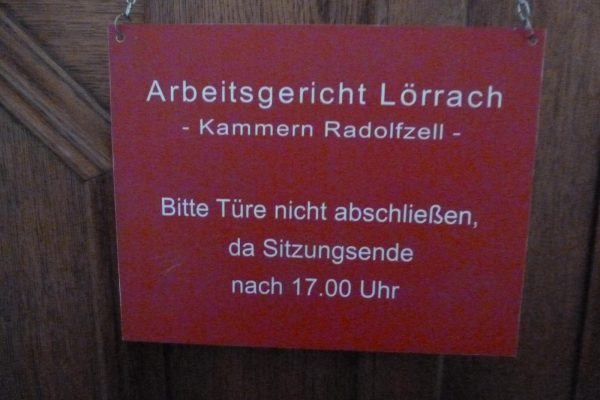 Arbeitsgericht Lörrach
- Kammern Radolfzell -
Bitte Türe nicht abschließen,
da Sitzungsende
nach 17.00 Uhr